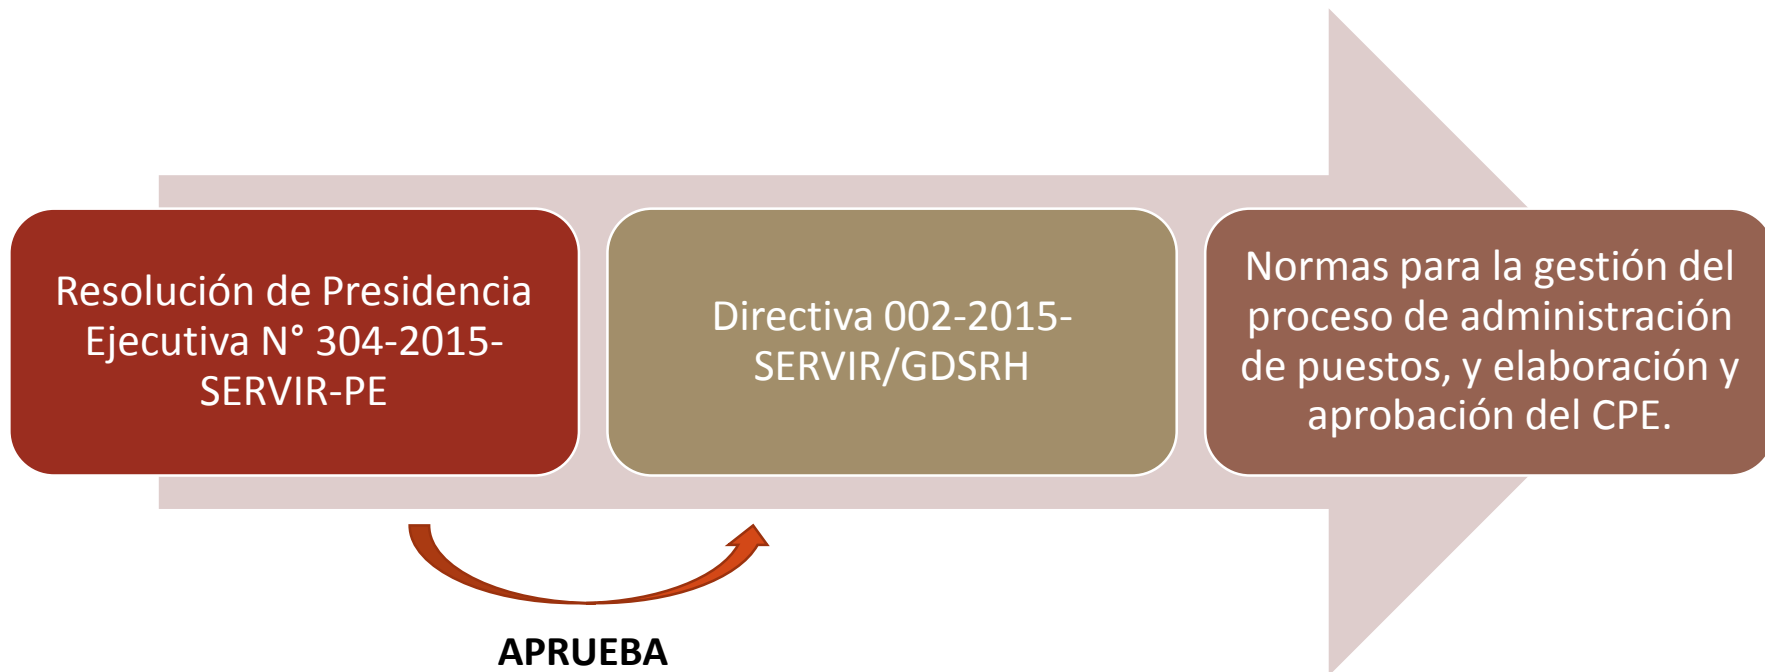 Resolución de Presidencia
Ejecutiva N° 304-2015-
SERVIR-PE
Directiva 002-2015-
SERVIR/GDSRH
Normas para la gestión del
proceso de administración
de puestos, y elaboración y
aprobación del CPE.
APRUEBA